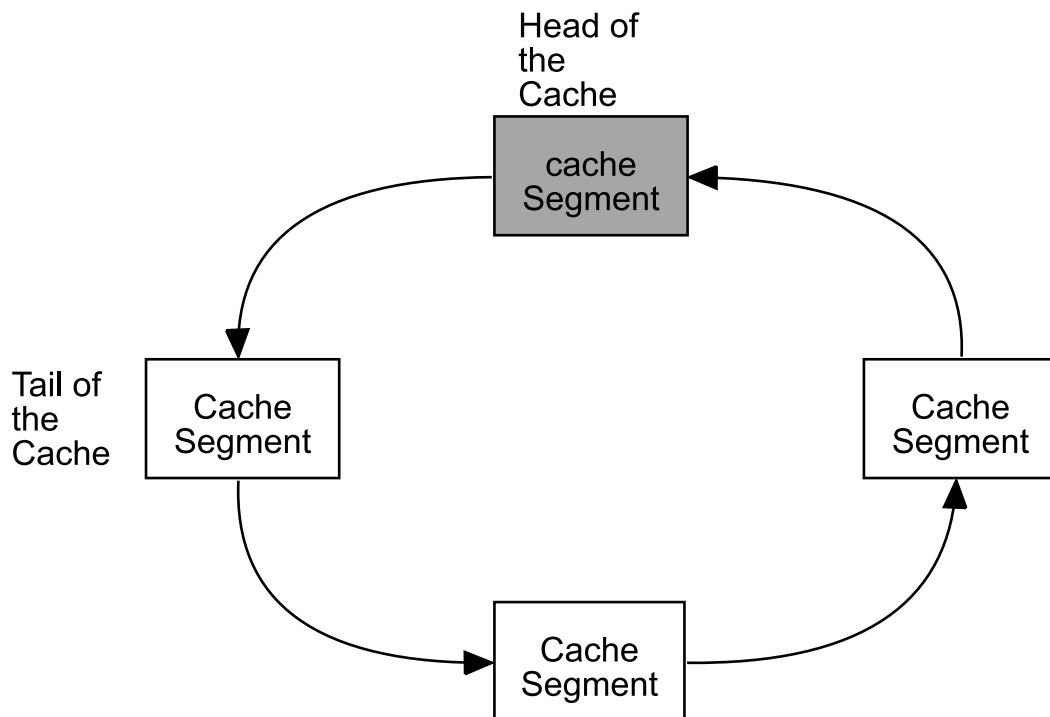 Head of
the
Cache
cache
Segment
Tail of
the
Cache
Cache
Segment
Cache
Segment
Cache
Segment